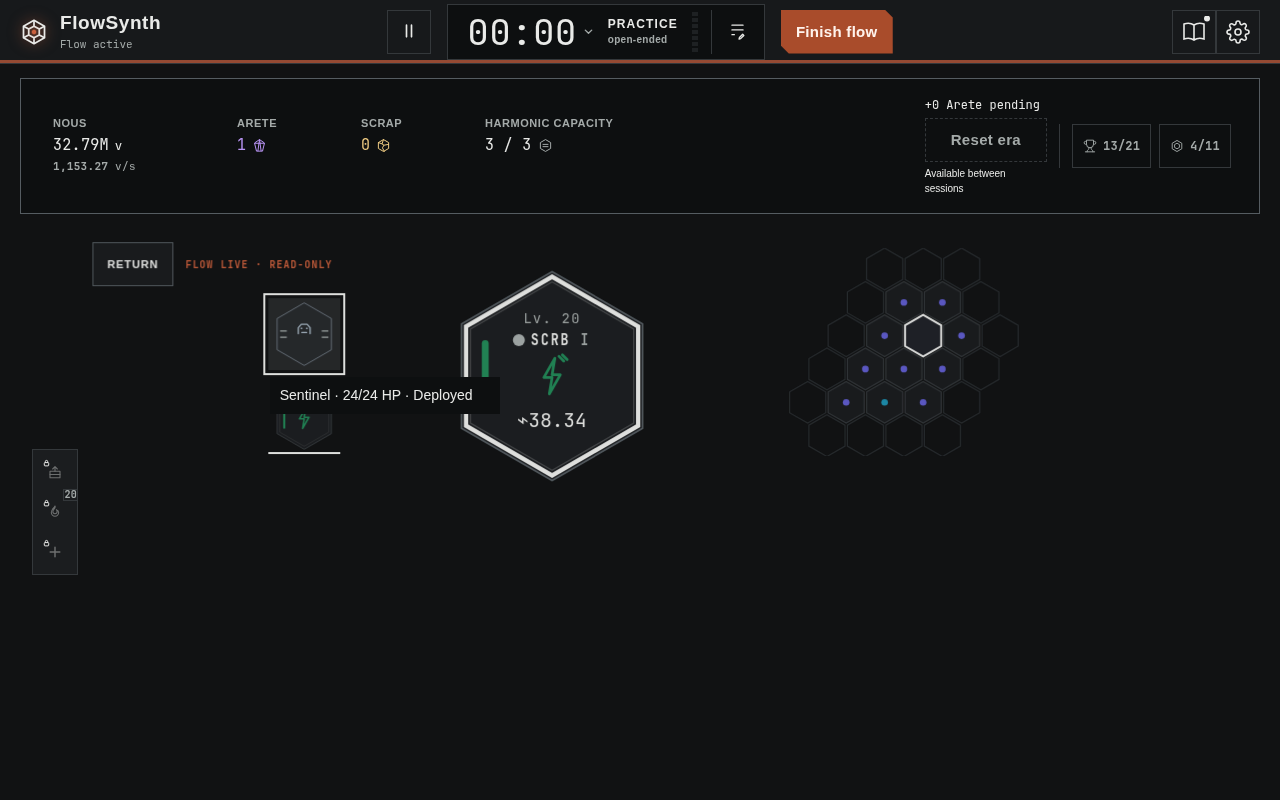 FlowSynth
Flow active
00:00
PRACTICE
open-ended
Finish flow
NOUS
32.79M v
1,153.27 v/s
ARETE
1
SCRAP
0
HARMONIC CAPACITY
3 / 3
+0 Arete pending
Reset era
Available between
sessions
13/21
4/11
RETURN
FLOW LIVE · READ-ONLY
Lv. 20
SCRB I
38.34
Sentinel · 24/24 HP · Deployed
20